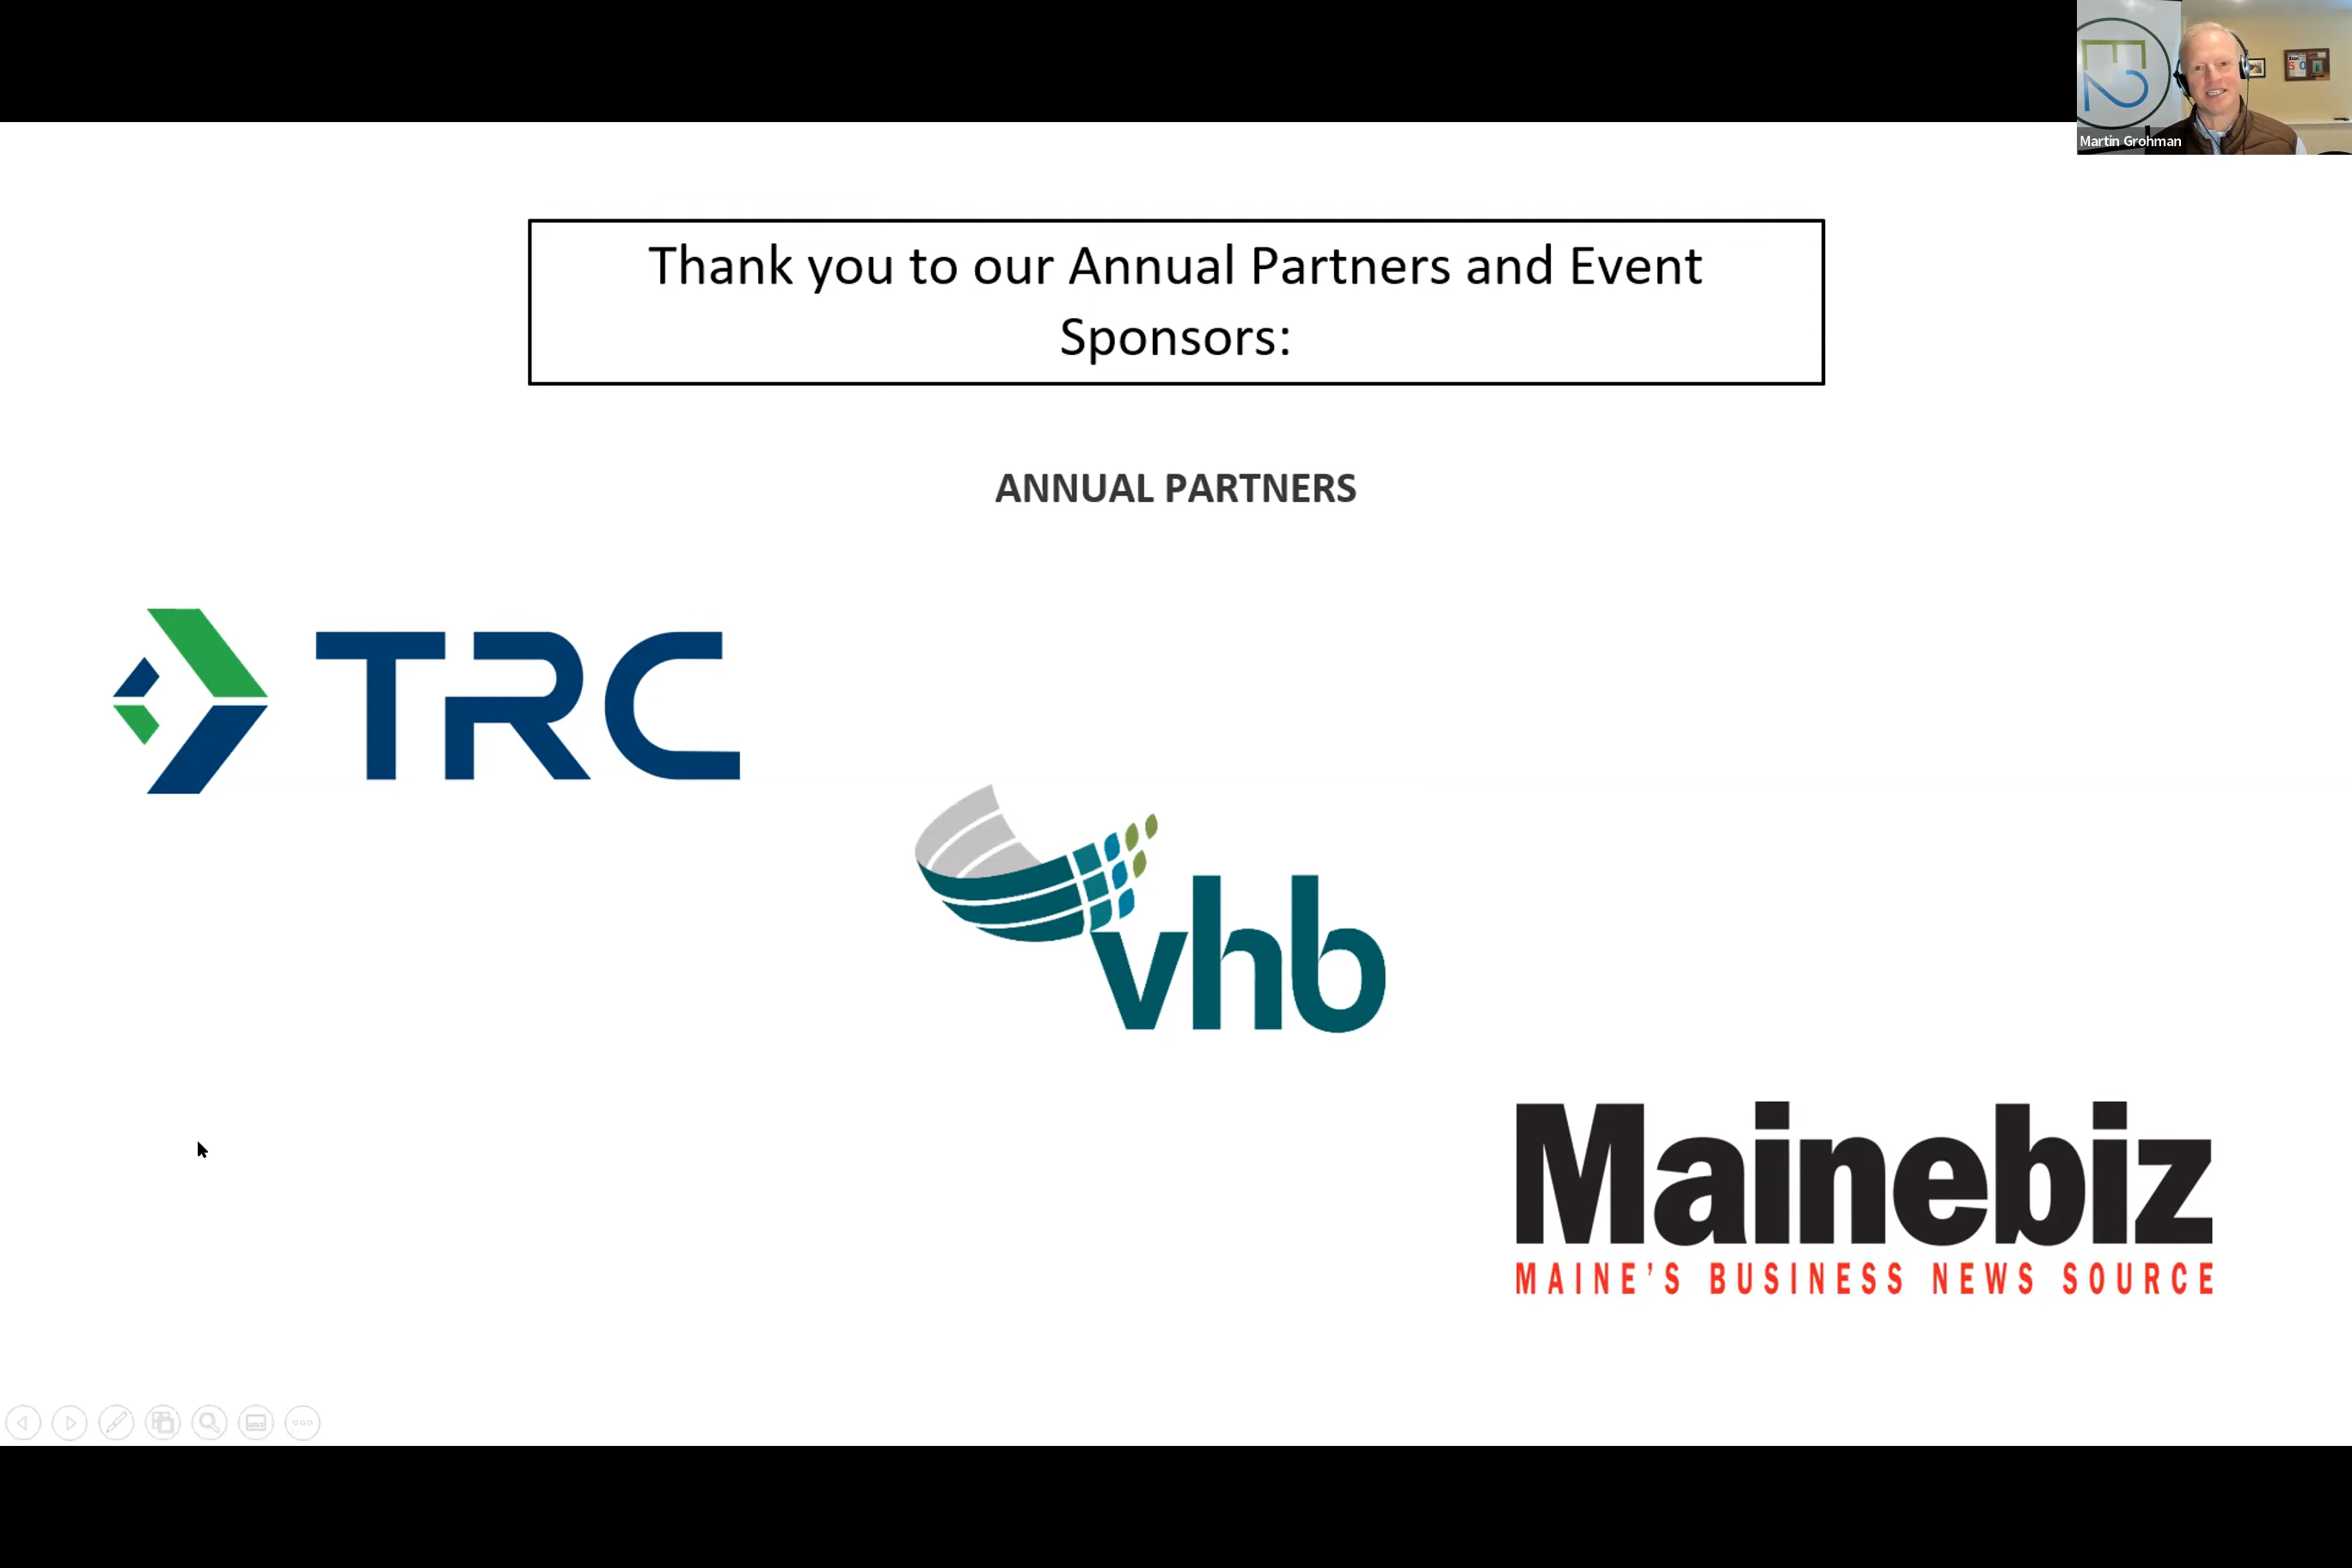 Martin Grohman
Thank you to our Annual Partners and Event
Sponsors:
ANNUAL PARTNERS
TRC
vhb
Mainebiz
MAINE'S BUSINESS NEWS SOURCE